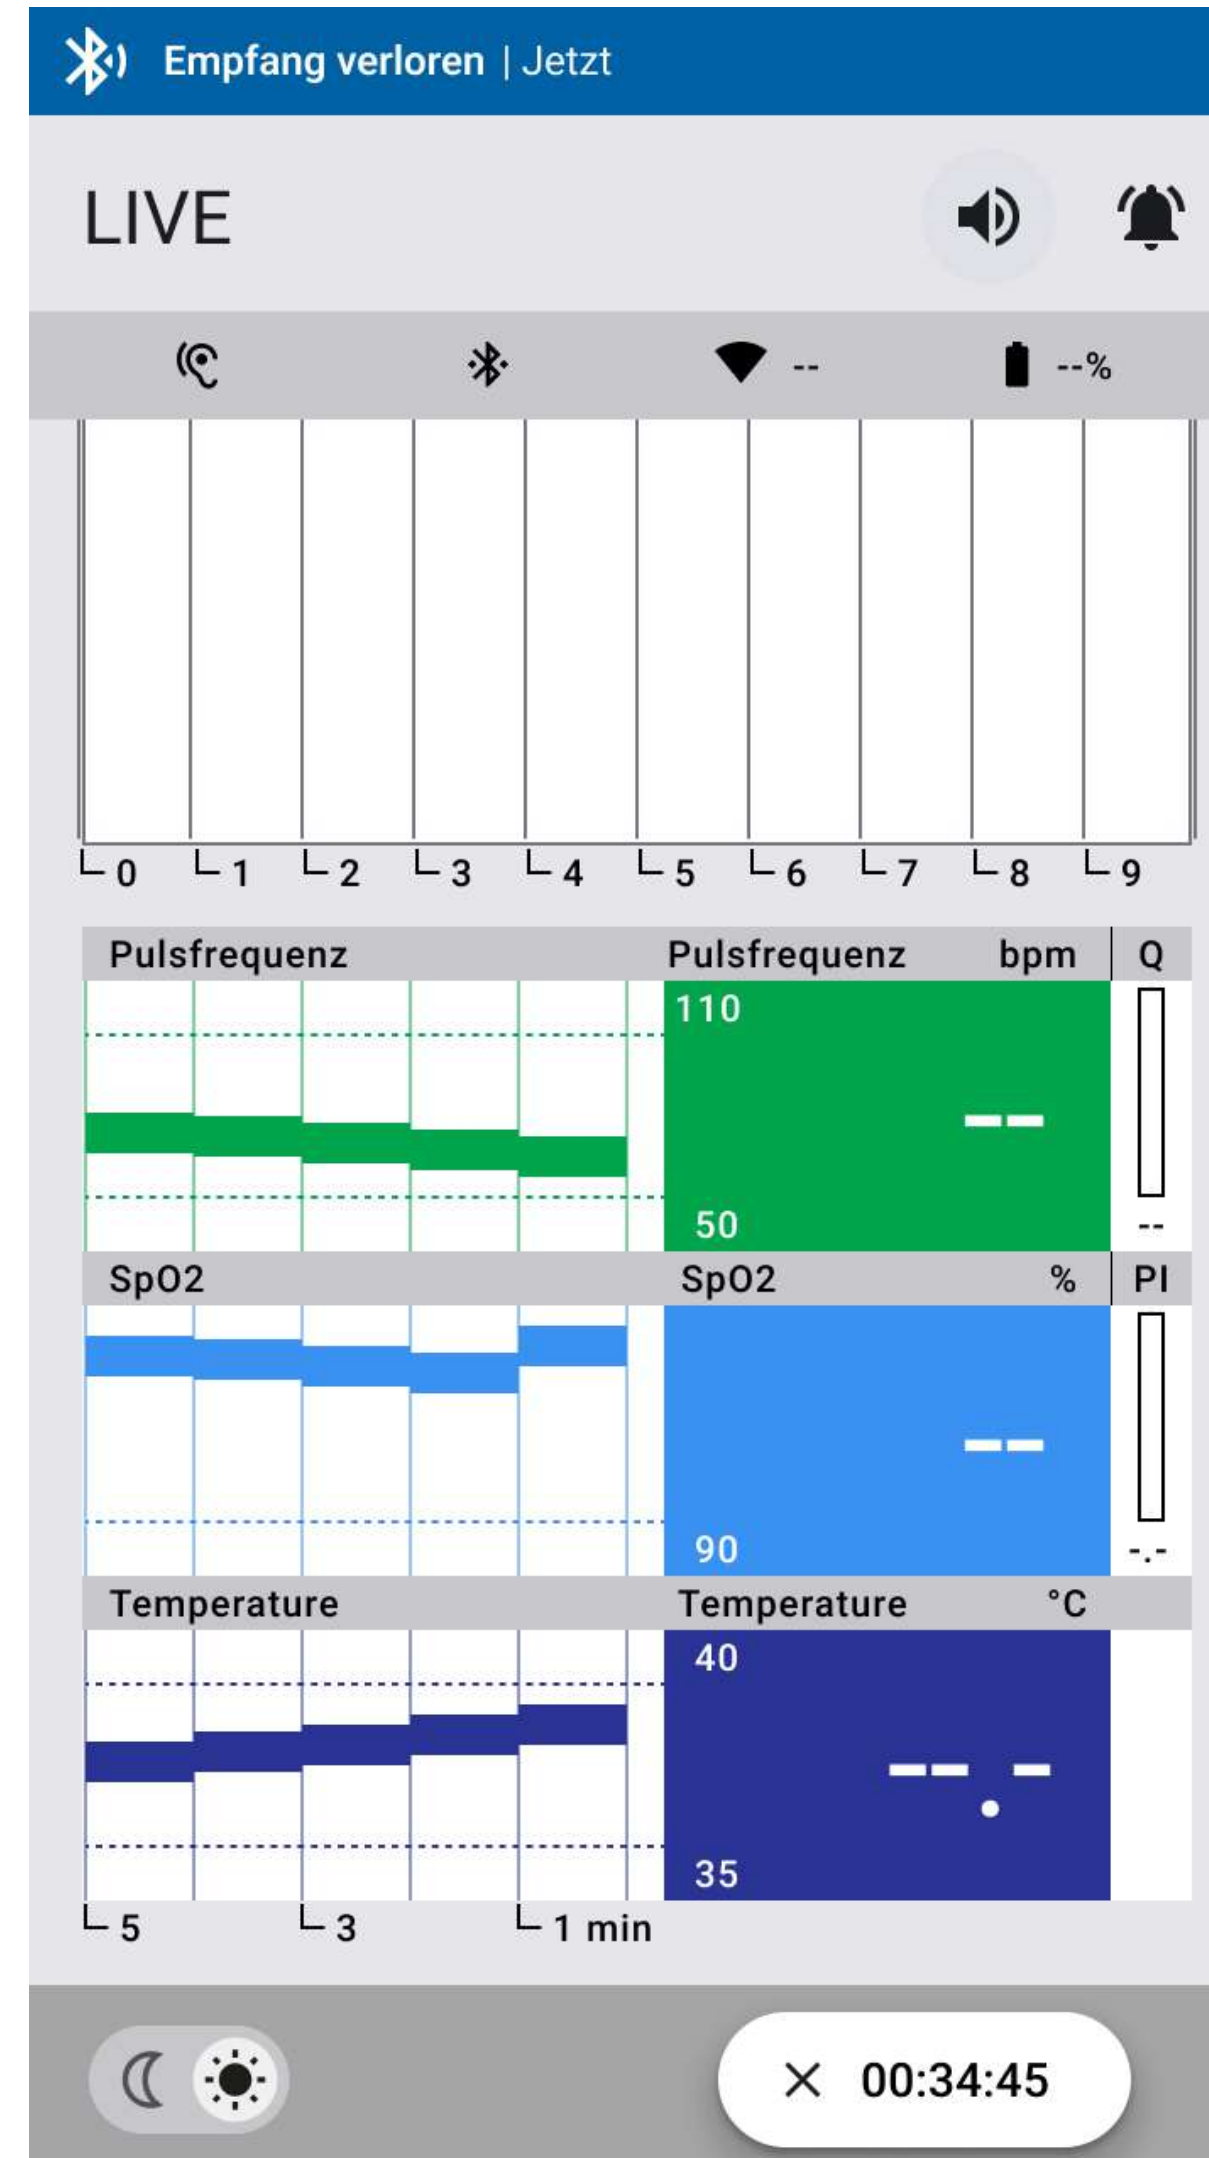 Empfang verloren | Jetzt
LIVE
-- --%
0 1 2 3 4 5 6 7 8 9
Pulsfrequenz Pulsfrequenz bpm Q
110
--
50 --
SpO2 SpO2 % PI
--
90 -.-
Temperature Temperature °C
40
--.-
35
5 3 1 min
00:34:45